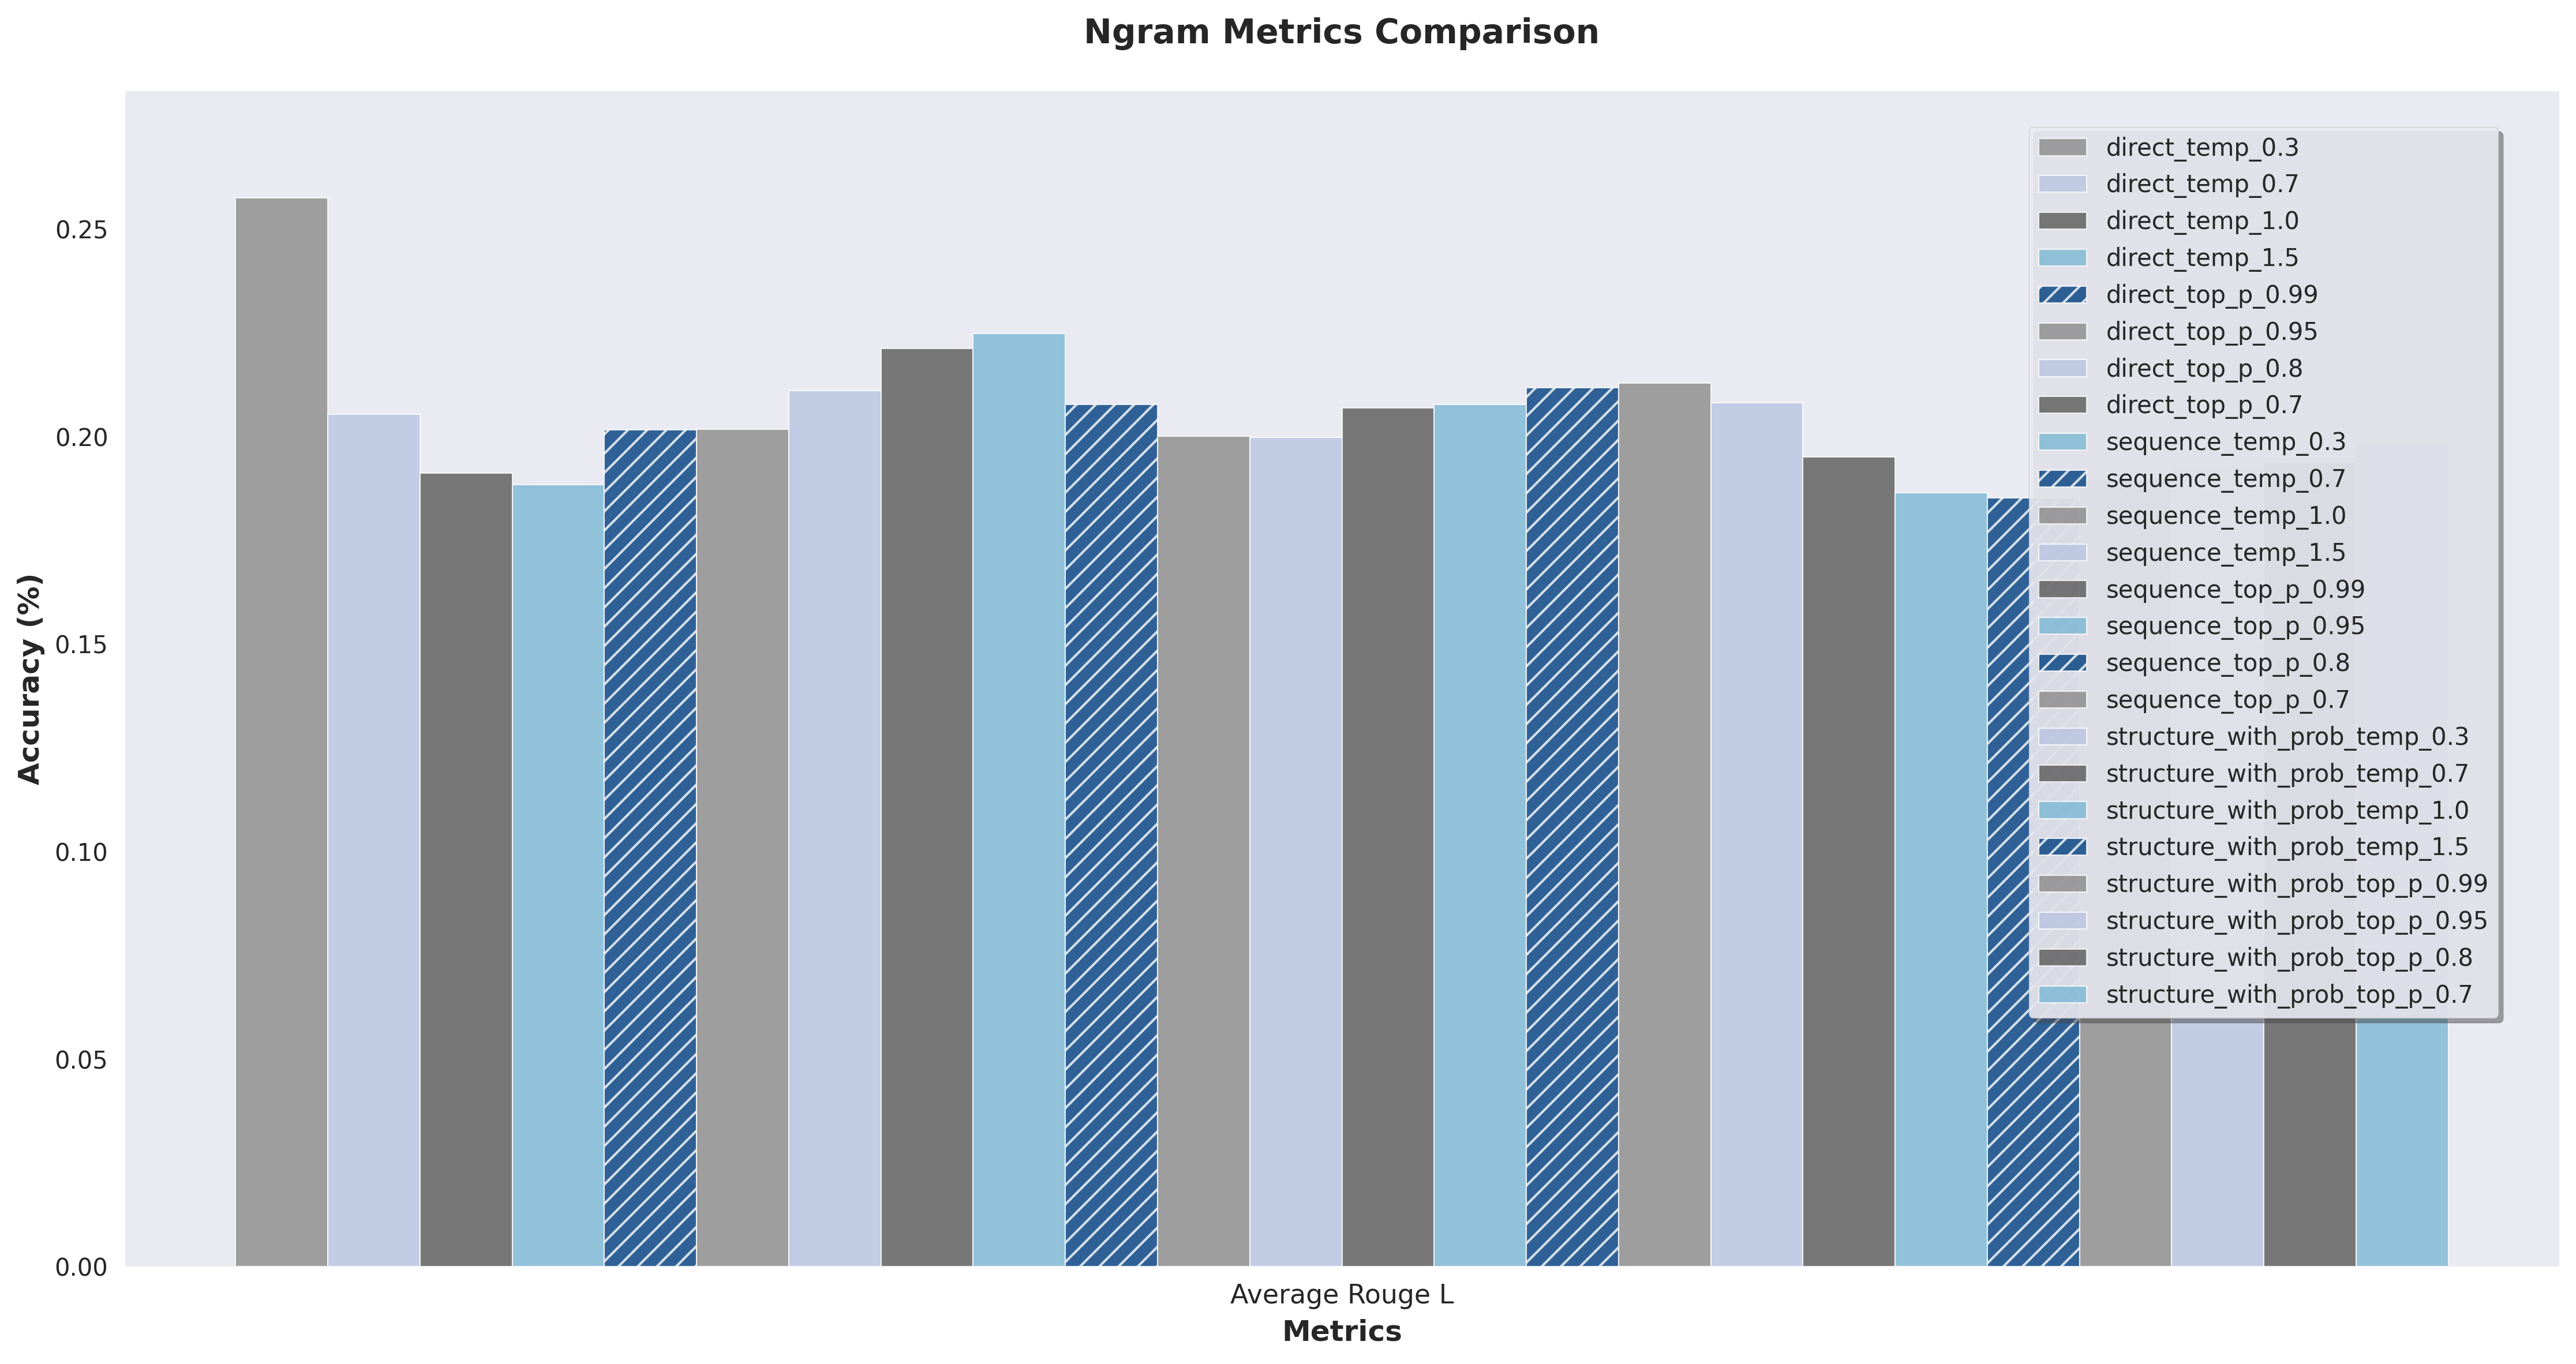 Ngram Metrics Comparison
Accuracy (%)
0.25
0.20
0.15
0.10
0.05
0.00
direct_temp_0.3
direct_temp_0.7
direct_temp_1.0
direct_temp_1.5
direct_top_p_0.99
direct_top_p_0.95
direct_top_p_0.8
direct_top_p_0.7
sequence_temp_0.3
sequence_temp_0.7
sequence_temp_1.0
sequence_temp_1.5
sequence_top_p_0.99
sequence_top_p_0.95
sequence_top_p_0.8
sequence_top_p_0.7
structure_with_prob_temp_0.3
structure_with_prob_temp_0.7
structure_with_prob_temp_1.0
structure_with_prob_temp_1.5
structure_with_prob_top_p_0.99
structure_with_prob_top_p_0.95
structure_with_prob_top_p_0.8
structure_with_prob_top_p_0.7
Average Rouge L
Metrics